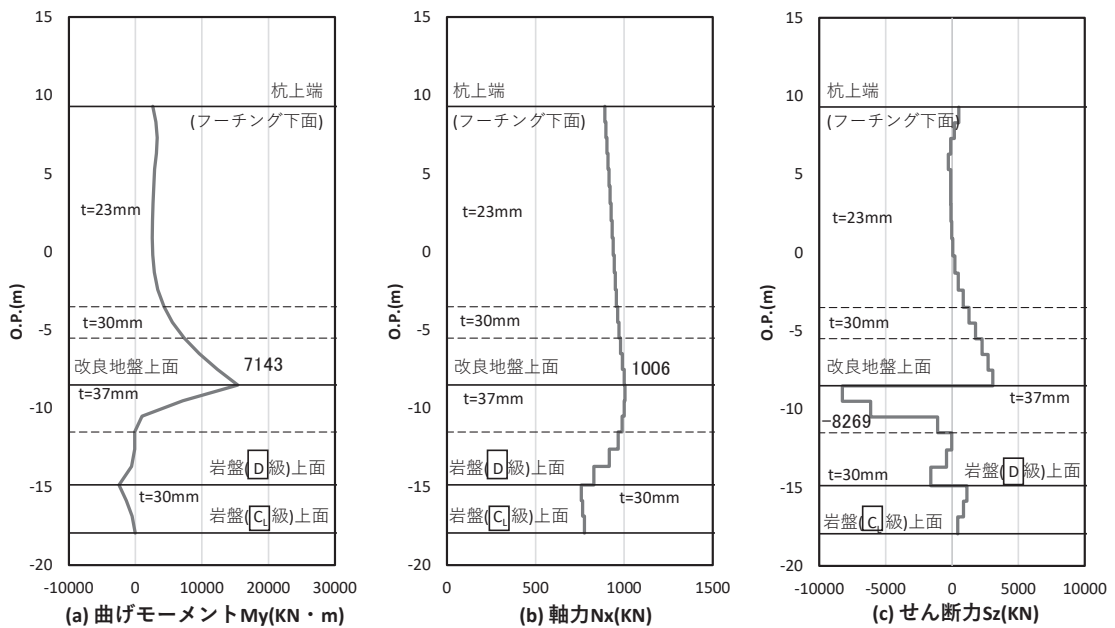 15
10
5
0
-5
-10
-15
-20
O.P.(m)
杭上端
(フーチング下面)
t=23mm
t=30mm
改良地盤上面
7143
t=37mm
岩盤(D級)上面
t=30mm
岩盤(CL級)上面
-10000 0 10000 20000 30000
(a) 曲げモーメントMy(KN・m)
15
10
5
0
-5
-10
-15
-20
O.P.(m)
杭上端
(フーチング下面)
t=23mm
t=30mm
改良地盤上面
1006
t=37mm
岩盤(D級)上面
t=30mm
岩盤(CL級)上面
0 500 1000 1500
(b) 軸力Nx(KN)
15
10
5
0
-5
-10
-15
-20
O.P.(m)
杭上端
(フーチング下面)
t=23mm
t=30mm
改良地盤上面
t=37mm
-8269
t=30mm
岩盤(D級)上面
岩盤(CL級)上面
-10000 -5000 0 5000 10000
(c) せん断力Sz(KN)